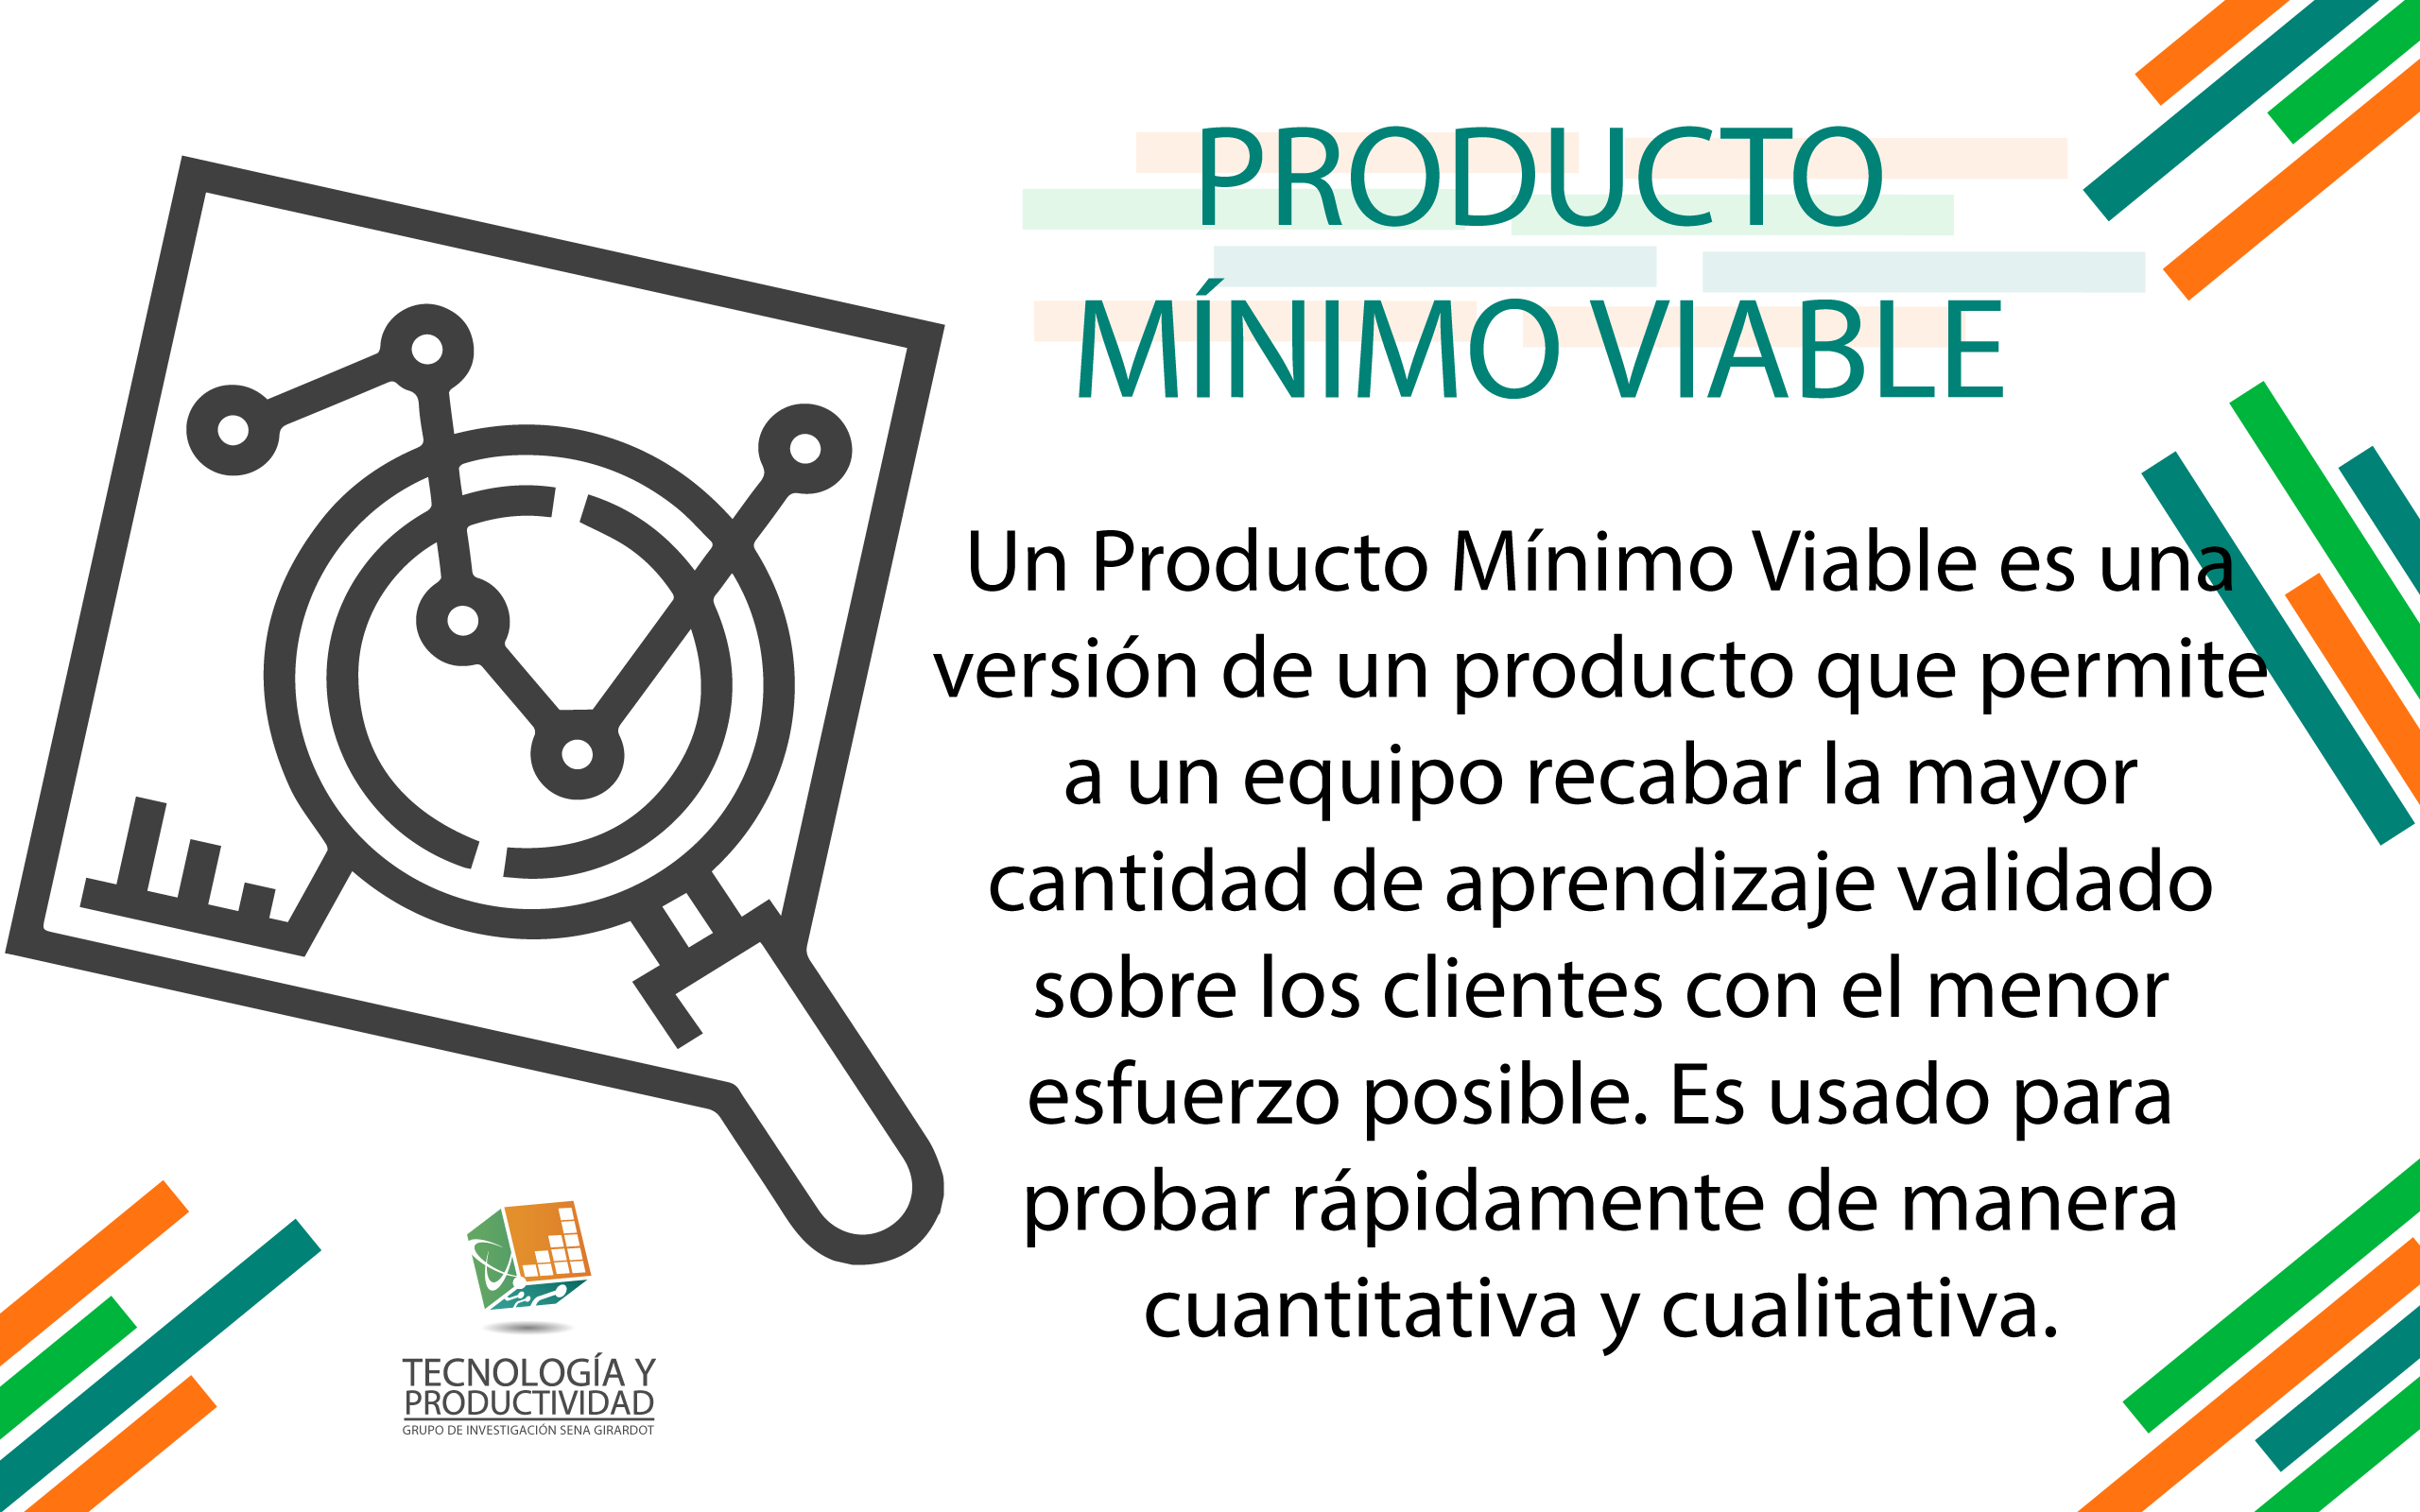 PRODUCTO
MÍNIMO VIABLE
Un Producto Mínimo Viable es una
versión de un producto que permite
a un equipo recabar la mayor
cantidad de aprendizaje validado
sobre los clientes con el menor
esfuerzo posible. Es usado para
probar rápidamente de manera
cuantitativa y cualitativa.
TECNOLOGÍA Y
PRODUCTIVIDAD
GRUPO DE INVESTIGACIÓN SENA GIRARDOT